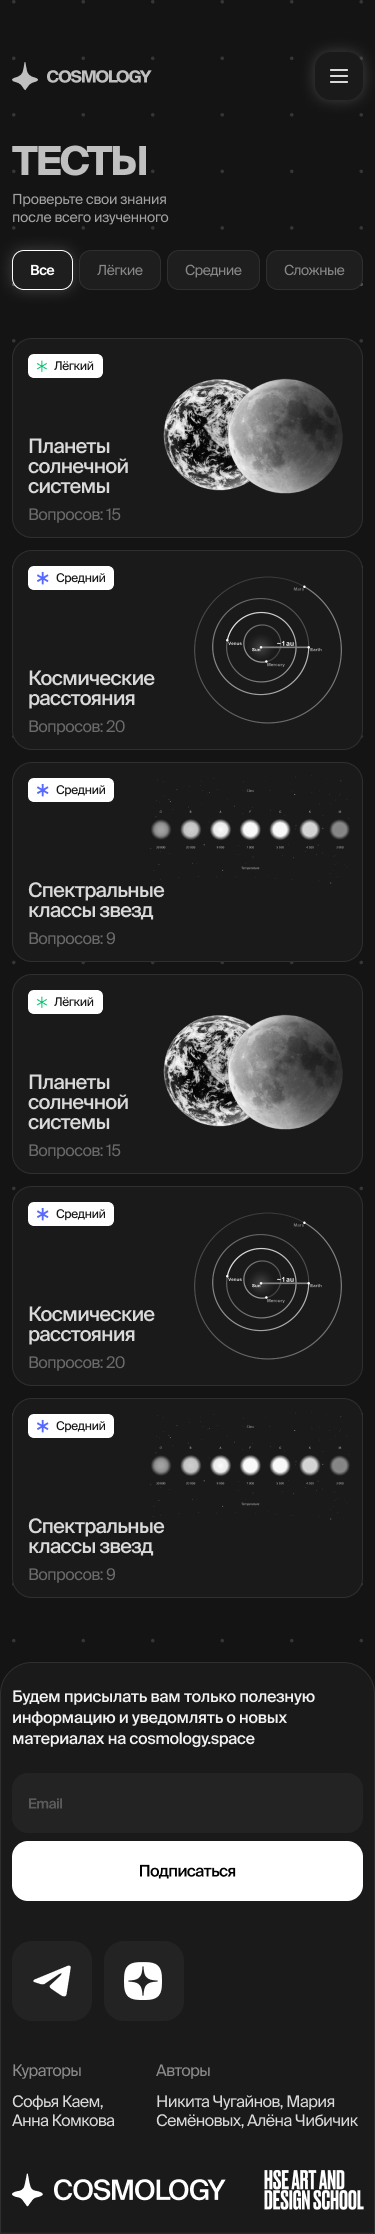 COSMOLOGY
ТЕСТЫ
Проверьте свои знания
после всего изученного
Все
Лёгкие
Средние
Сложные
Лёгкий
Планеты
солнечной
системы
Вопросов: 15
Средний
Mars
Venus
Sun
~1 au
Earth
Mercury
Космические
расстояния
Вопросов: 20
Средний
Спектральные
классы звезд
Вопросов: 9
Лёгкий
Планеты
солнечной
системы
Вопросов: 15
Средний
Mars
Venus
Sun
~1 au
Earth
Mercury
Космические
расстояния
Вопросов: 20
Средний
Спектральные
классы звезд
Вопросов: 9
Будем присылать вам только полезную
информацию и уведомлять о новых
материалах на cosmology.space
Email
Подписаться
Кураторы
Софья Каем,
Анна Комкова
Авторы
Никита Чугайнов, Мария
Семёновых, Алёна Чибичик
COSMOLOGY
HSE ART AND
DESIGN SCHOOL